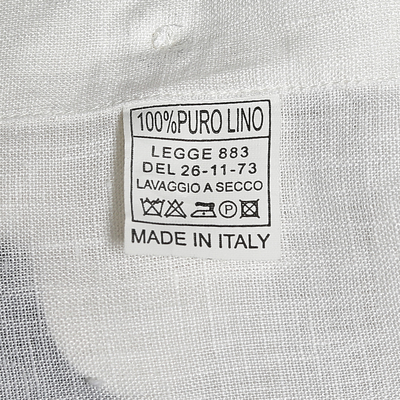 100%PURO LINO
LEGGE 883
DEL 26-11-73
LAVAGGIO A SECCO
P
MADE IN ITALY